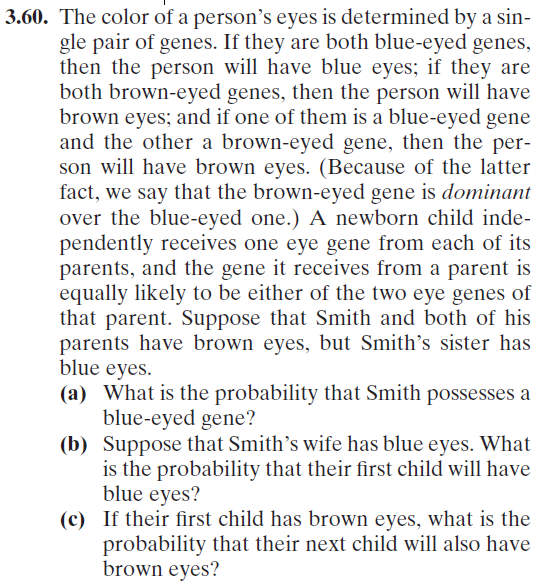 3.60. The color of a person's eyes is determined by a sin-
gle pair of genes. If they are both blue-eyed genes,
then the person will have blue eyes; if they are
both brown-eyed genes, then the person will have
brown eyes; and if one of them is a blue-eyed gene
and the other a brown-eyed gene, then the per-
son will have brown eyes. (Because of the latter
fact, we say that the brown-eyed gene is dominant
over the blue-eyed one.) A newborn child inde-
pendently receives one eye gene from each of its
parents, and the gene it receives from a parent is
equally likely to be either of the two eye genes of
that parent. Suppose that Smith and both of his
parents have brown eyes, but Smith's sister has
blue eyes.
(a) What is the probability that Smith possesses a
blue-eyed gene?
(b) Suppose that Smith's wife has blue eyes. What
is the probability that their first child will have
blue eyes?
(c) If their first child has brown eyes, what is the
probability that their next child will also have
brown eyes?